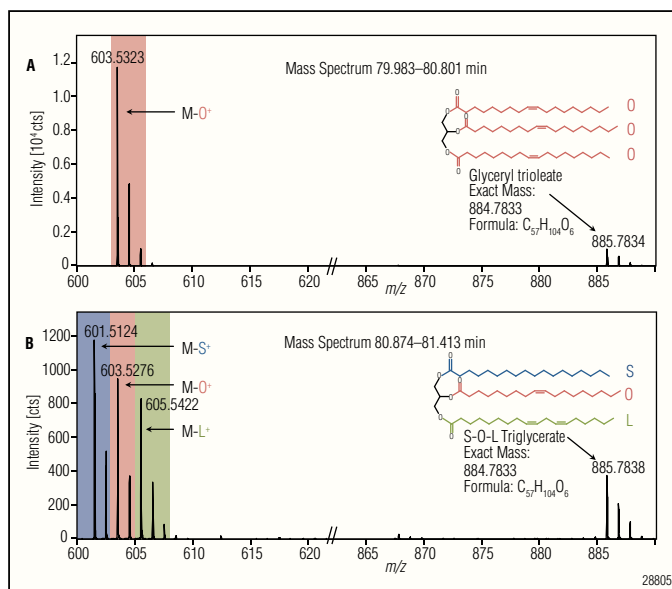 A
Mass Spectrum 79.983–80.801 min
Intensity [10⁴cts]
1.2
1.0
0.8
0.6
0.4
0.2
0
603.5323
M-O⁺
O
O
O
O
O
O
O
O
O
Glyceryl trioleate
Exact Mass:
884.7833
Formula: C₅₇H₁₀₄O₆
885.7834
600 605 610 615 620 865 870 875 880 885
m/z
B
Mass Spectrum 80.874–81.413 min
Intensity [cts]
1200
1000
800
600
400
200
0
601.5124
M-S⁺
603.5276
M-O⁺
605.5422
M-L⁺
O
O
O
O
O
O
S
O
L
S-O-L Triglycerate
Exact Mass:
884.7833
Formula: C₅₇H₁₀₄O₆
885.7838
600 605 610 615 620 865 870 875 880 885
m/z
28805